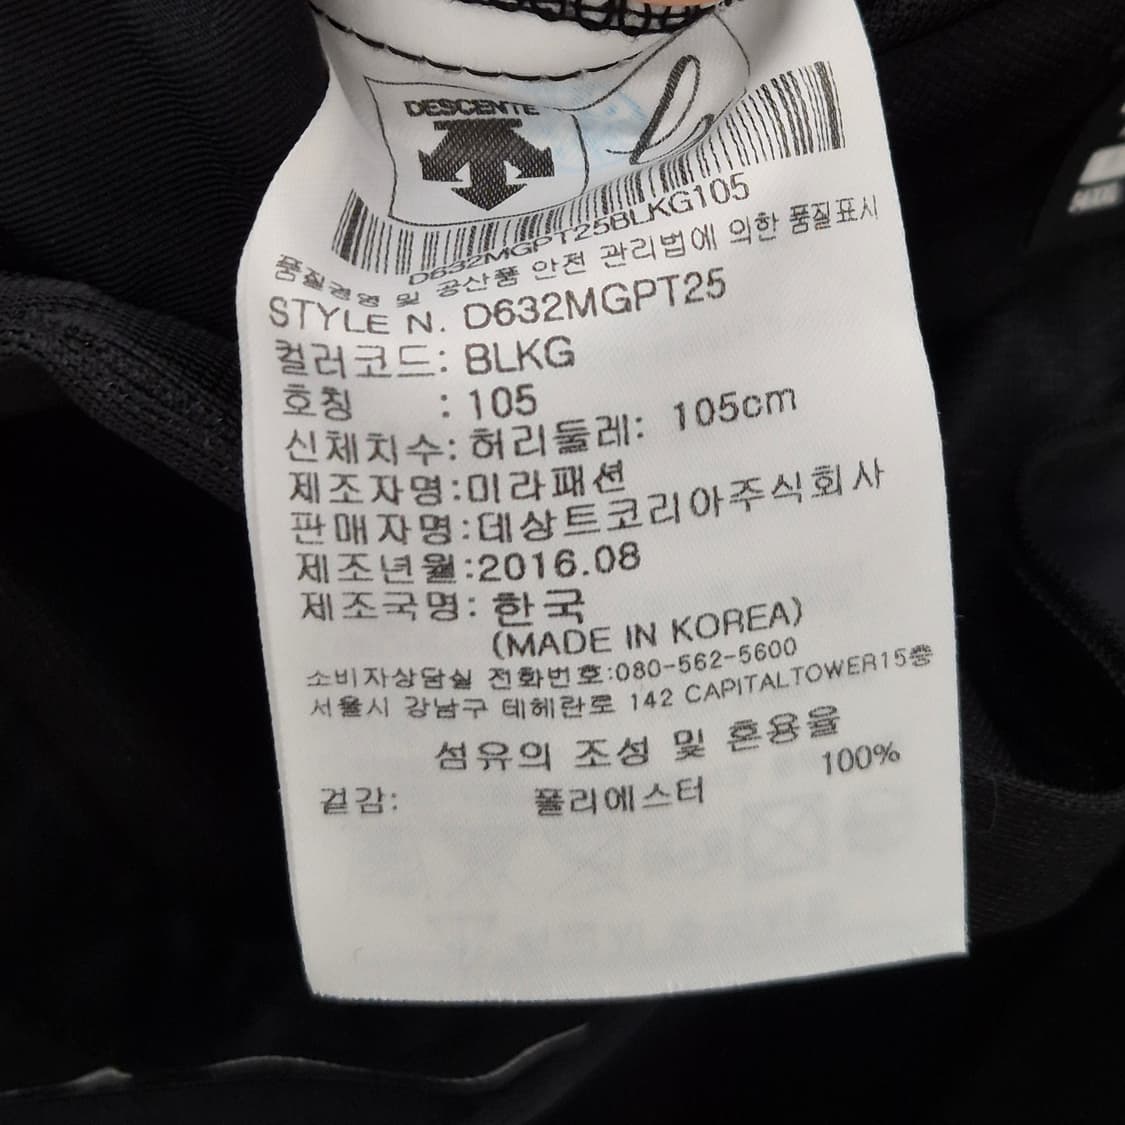 DESCENTE
D632MGPT25BLKG105
품질경영 및 공산품 안전 관리법에 의한 품질표시
STYLE N. D632MGPT25
컬러코드: BLKG
호칭 : 105
신체치수: 허리둘레: 105cm
제조자명:미라패션
판매자명:데상트코리아주식회사
제조년월:2016.08
제조국명: 한국
(MADE IN KOREA)
소비자상담실 전화번호:080-562-5600
서울시 강남구 테헤란로 142 CAPITALTOWER15층
섬유의 조성 및 혼용율
겉감: 폴리에스터 100%